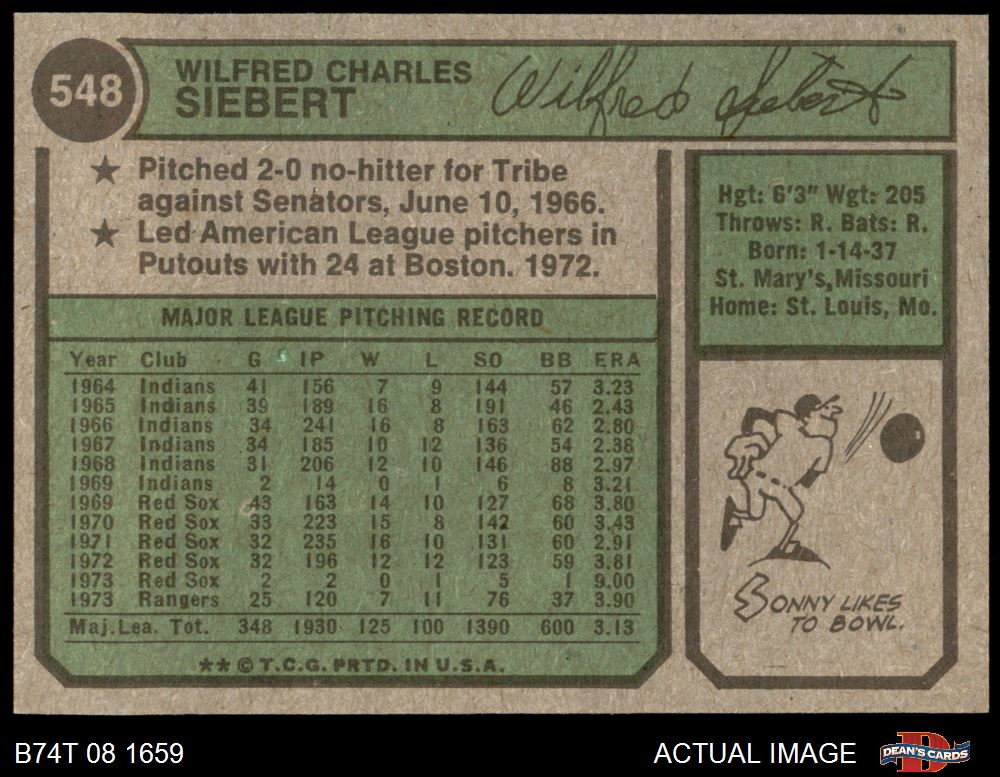 548
WILFRED CHARLES
SIEBERT
Wilfred Siebert
★ Pitched 2-0 no-hitter for Tribe
against Senators, June 10, 1966.
★ Led American League pitchers in
Putouts with 24 at Boston. 1972.
Hgt: 6'3" Wgt: 205
Throws: R. Bats: R.
Born: 1-14-37
St. Mary's, Missouri
Home: St. Louis, Mo.
MAJOR LEAGUE PITCHING RECORD
Year Club G IP W L SO BB ERA
1964 Indians 41 156 7 9 144 57 3.23
1965 Indians 39 189 16 8 191 46 2.43
1966 Indians 34 241 16 8 163 62 2.80
1967 Indians 34 185 10 12 136 54 2.38
1968 Indians 31 206 12 10 146 88 2.97
1969 Indians 2 14 0 1 6 8 3.21
1969 Red Sox 43 163 14 10 127 68 3.80
1970 Red Sox 33 223 15 8 142 60 3.43
1971 Red Sox 32 235 16 10 131 60 2.91
1972 Red Sox 32 196 12 12 123 59 3.81
1973 Red Sox 2 2 0 1 5 1 9.00
1973 Rangers 25 120 7 11 76 37 3.90
Maj. Lea. Tot. 348 1930 125 100 1390 600 3.13
** © T.C.G. PRTD. IN U.S.A.
BONNY LIKES
TO BOWL.
B74T 08 1659
ACTUAL IMAGE
DEAN'S CARDS